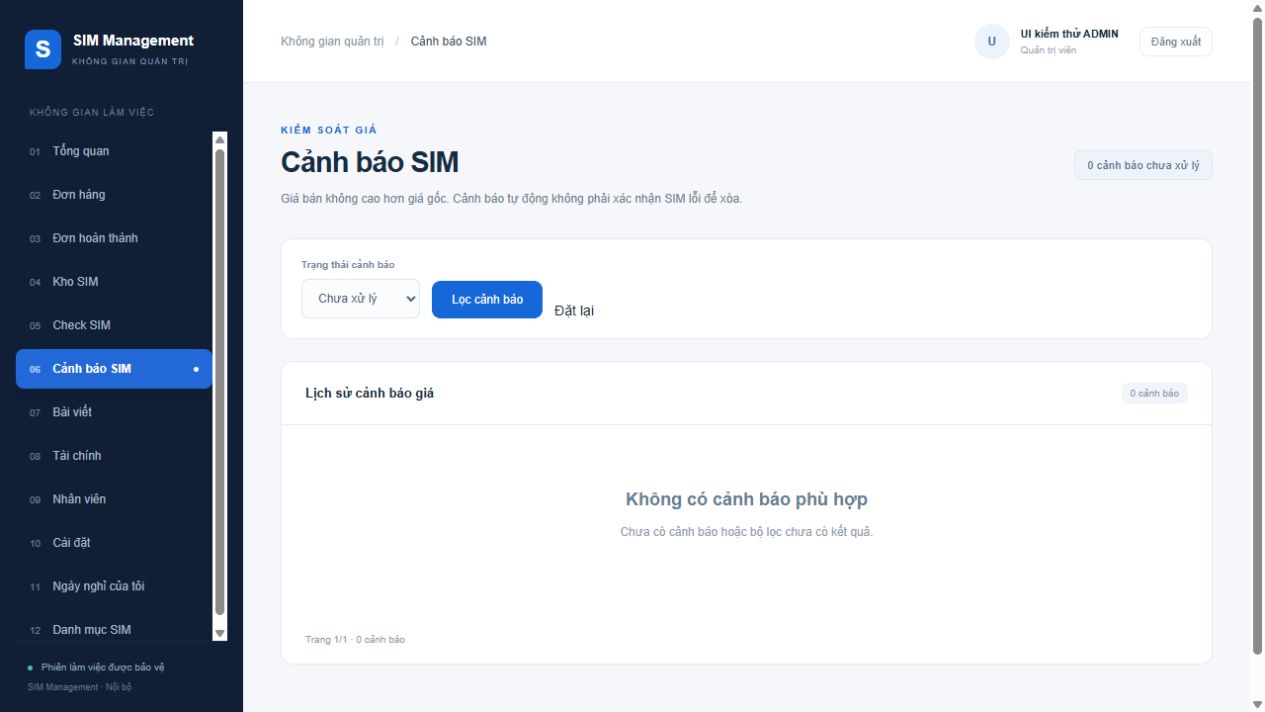 S
SIM Management
KHÔNG GIAN QUẢN TRỊ
KHÔNG GIAN LÀM VIỆC
01 Tổng quan
02 Đơn hàng
03 Đơn hoàn thành
04 Kho SIM
05 Check SIM
06 Cảnh báo SIM
07 Bài viết
08 Tài chính
09 Nhân viên
10 Cài đặt
11 Ngày nghỉ của tôi
12 Danh mục SIM
Phiên làm việc được bảo vệ
SIM Management · Nội bộ
Không gian quản trị / Cảnh báo SIM
U
UI kiểm thử ADMIN
Quản trị viên
Đăng xuất
KIỂM SOÁT GIÁ
Cảnh báo SIM
0 cảnh báo chưa xử lý
Giá bán không cao hơn giá gốc. Cảnh báo tự động không phải xác nhận SIM lỗi để xóa.
Trạng thái cảnh báo
Chưa xử lý
Lọc cảnh báo
Đặt lại
Lịch sử cảnh báo giá
0 cảnh báo
Không có cảnh báo phù hợp
Chưa có cảnh báo hoặc bộ lọc chưa có kết quả.
Trang 1/1 · 0 cảnh báo